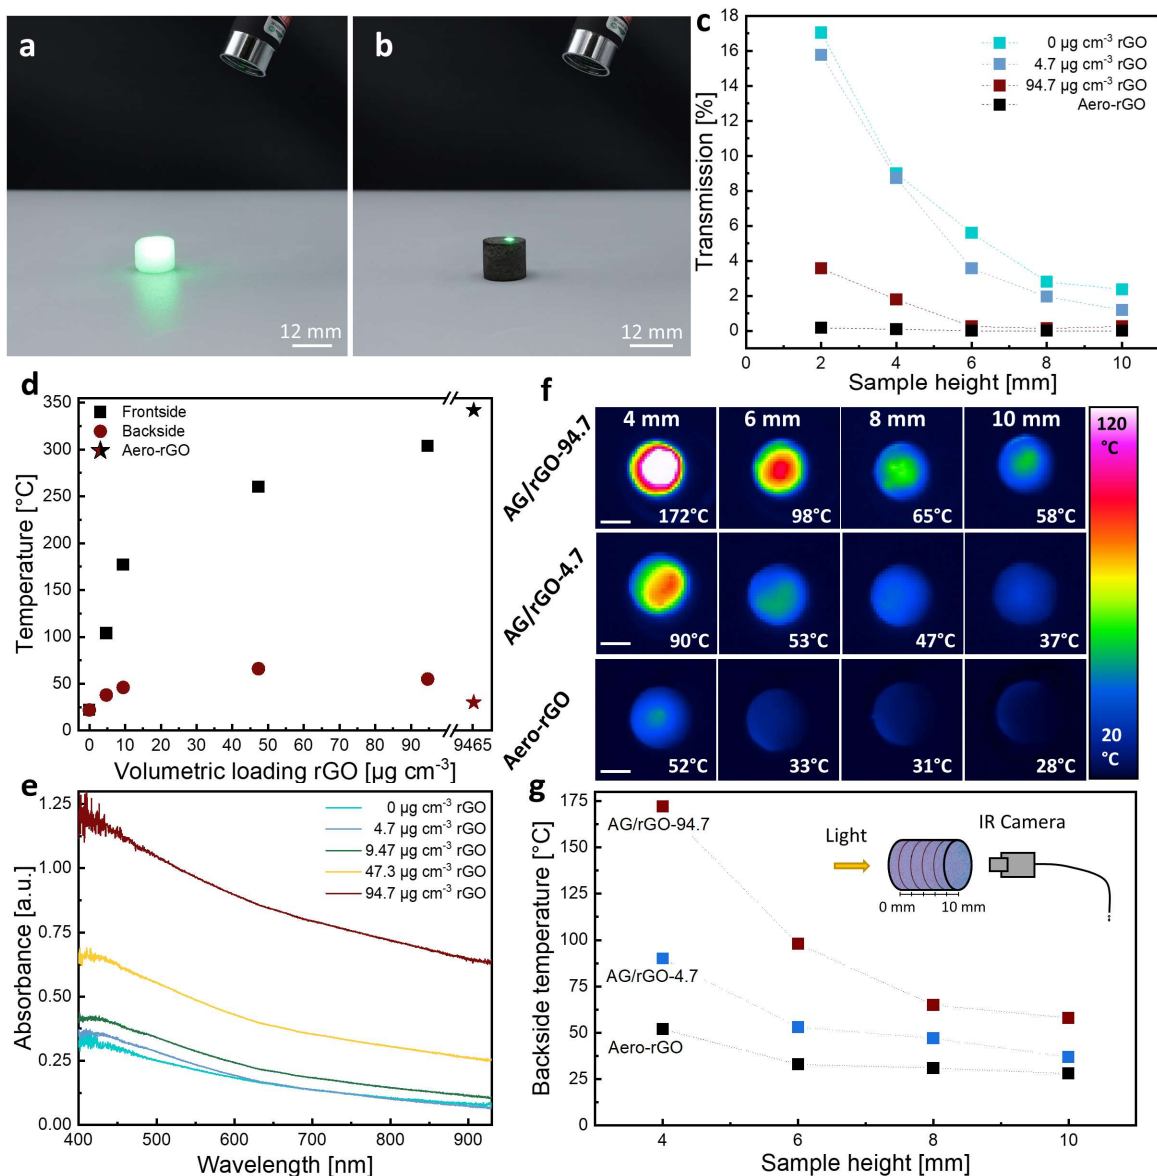 a
12 mm
b
12 mm
c
18
16
14
12
10
8
6
4
2
0
Transmission [%]
0 µg cm⁻³ rGO
4.7 µg cm⁻³ rGO
94.7 µg cm⁻³ rGO
Aero-rGO
0 2 4 6 8 10
Sample height [mm]
d
350
300
250
200
150
100
50
0
Temperature [°C]
Frontside
Backside
Aero-rGO
0 10 20 30 40 50 60 70 80 90 9465
Volumetric loading rGO [µg cm⁻³]
f
4 mm 6 mm 8 mm 10 mm
AG/rGO-94.7
172°C 98°C 65°C 58°C
AG/rGO-4.7
90°C 53°C 47°C 37°C
Aero-rGO
52°C 33°C 31°C 28°C
120
°C
20
°C
e
1.25
1.00
0.75
0.50
0.25
0.00
Absorbance [a.u.]
0 µg cm⁻³ rGO
4.7 µg cm⁻³ rGO
9.47 µg cm⁻³ rGO
47.3 µg cm⁻³ rGO
94.7 µg cm⁻³ rGO
400 500 600 700 800 900
Wavelength [nm]
g
175
150
125
100
75
50
25
0
Backside temperature [°C]
AG/rGO-94.7
AG/rGO-4.7
Aero-rGO
Light
IR Camera
0 mm 10 mm
4 6 8 10
Sample height [mm]